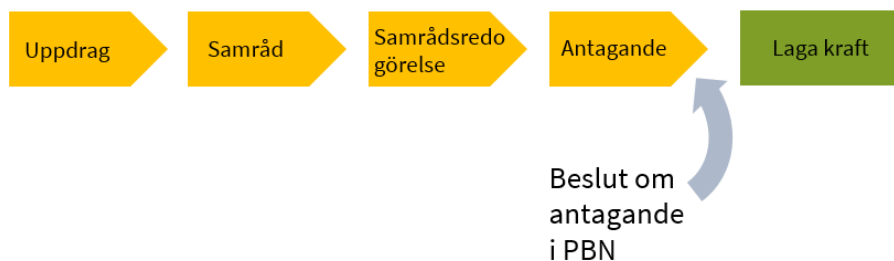 Uppdrag
Samråd
Samrådsredo
görelse
Antagande
Laga kraft
Beslut om
antagande
i PBN